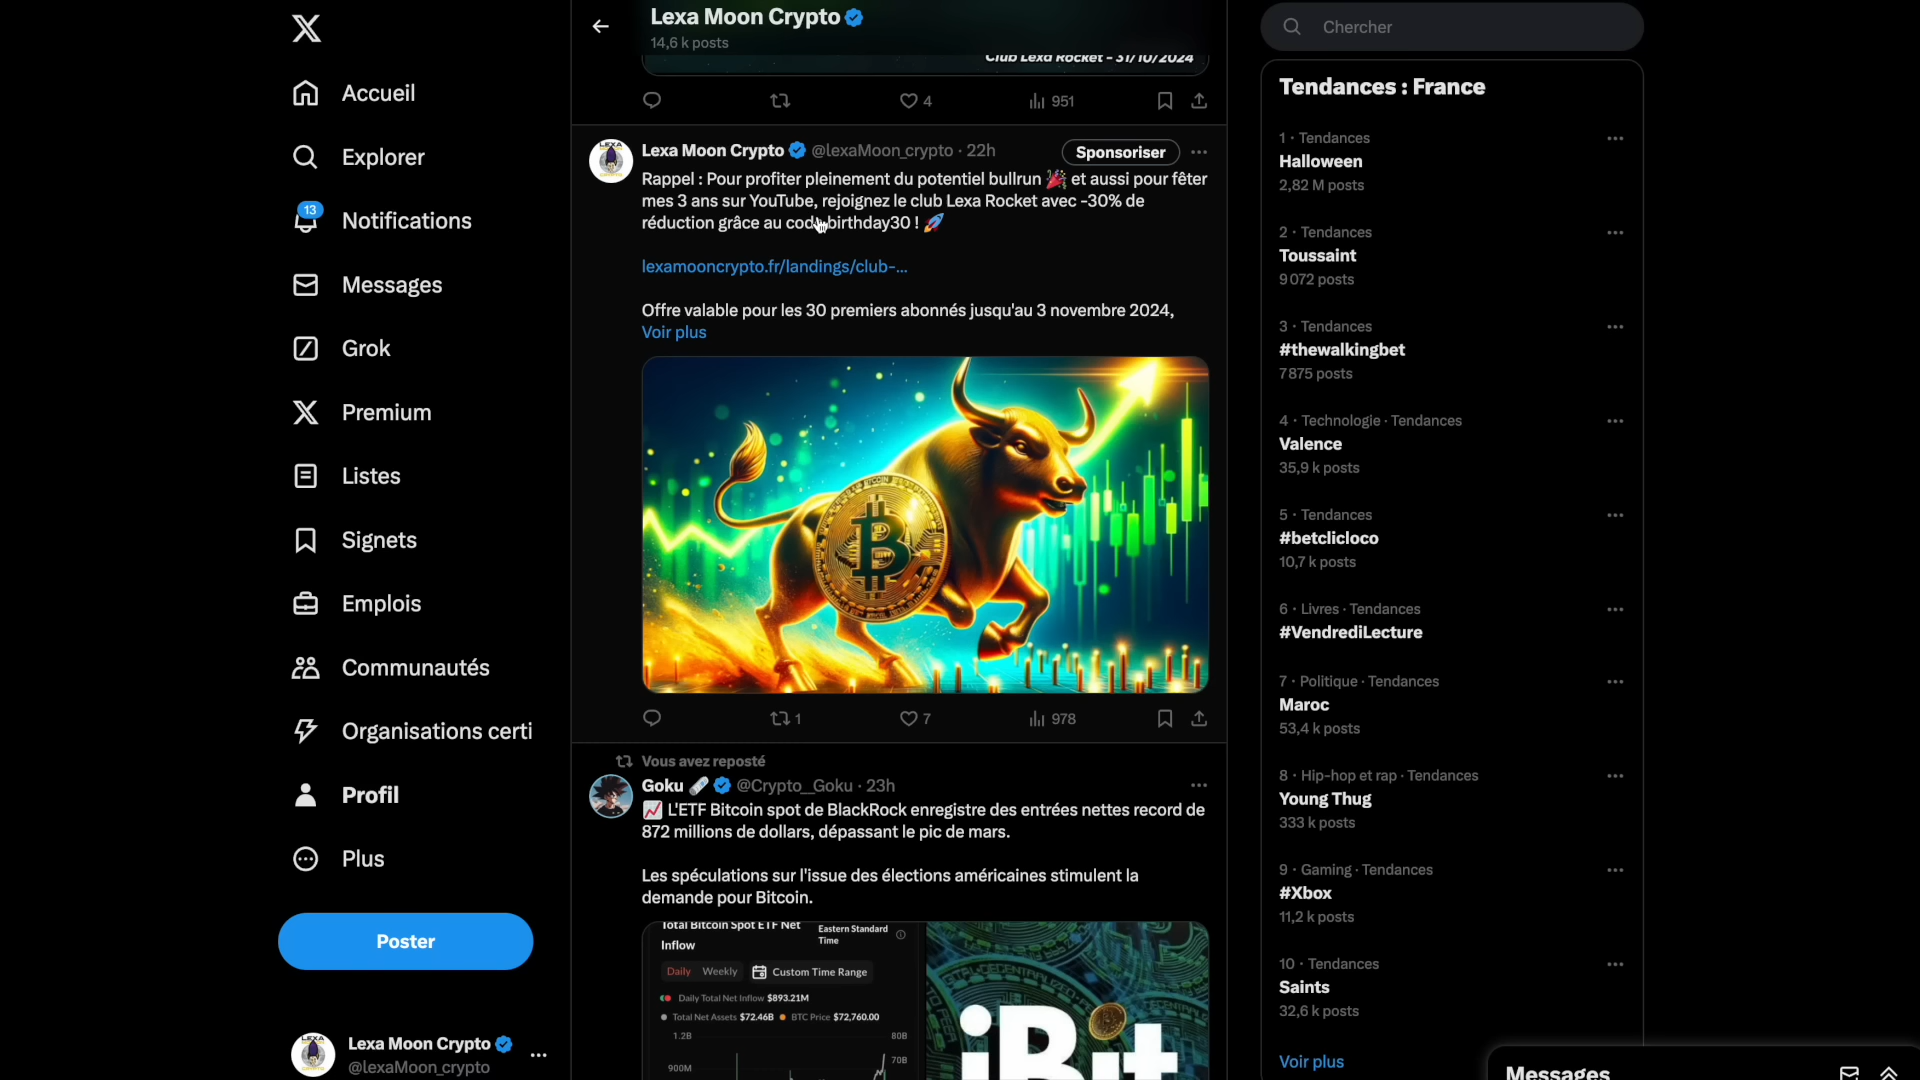 Accueil
Explorer
13
Notifications
Messages
Grok
Premium
Listes
Signets
Emplois
Communautés
Organisations certi
Profil
Plus
Poster
Lexa Moon Crypto
@lexaMoon_crypto
Lexa Moon Crypto
14,6 k posts
Club Lexa Rocket - 31/10/2024
4
951
Lexa Moon Crypto @lexaMoon_crypto · 22h
Sponsoriser
Rappel : Pour profiter pleinement du potentiel bullrun 🎉 et aussi pour fêter
mes 3 ans sur YouTube, rejoignez le club Lexa Rocket avec -30% de
réduction grâce au code birthday30 ! 🚀
lexamooncrypto.fr/landings/club-...
Offre valable pour les 30 premiers abonnés jusqu'au 3 novembre 2024,
Voir plus
BITCOIN
1
7
978
Vous avez reposté
Goku @Crypto__Goku · 23h
📈 L'ETF Bitcoin spot de BlackRock enregistre des entrées nettes record de
872 millions de dollars, dépassant le pic de mars.
Les spéculations sur l'issue des élections américaines stimulent la
demande pour Bitcoin.
Total Bitcoin Spot ETF Net
Inflow
Eastern Standard
Time
Daily Weekly Custom Time Range
Daily Total Net Inflow $893.21M
Total Net Assets $72.46B BTC Price $72,760.00
1.2B
80B
70B
900M
iBit
Chercher
Tendances : France
1 · Tendances
Halloween
2,82 M posts
2 · Tendances
Toussaint
9 072 posts
3 · Tendances
#thewalkingbet
7 875 posts
4 · Technologie · Tendances
Valence
35,9 k posts
5 · Tendances
#betclicloco
10,7 k posts
6 · Livres · Tendances
#VendrediLecture
7 · Politique · Tendances
Maroc
53,4 k posts
8 · Hip-hop et rap · Tendances
Young Thug
333 k posts
9 · Gaming · Tendances
#Xbox
11,2 k posts
10 · Tendances
Saints
32,6 k posts
Voir plus
Messages